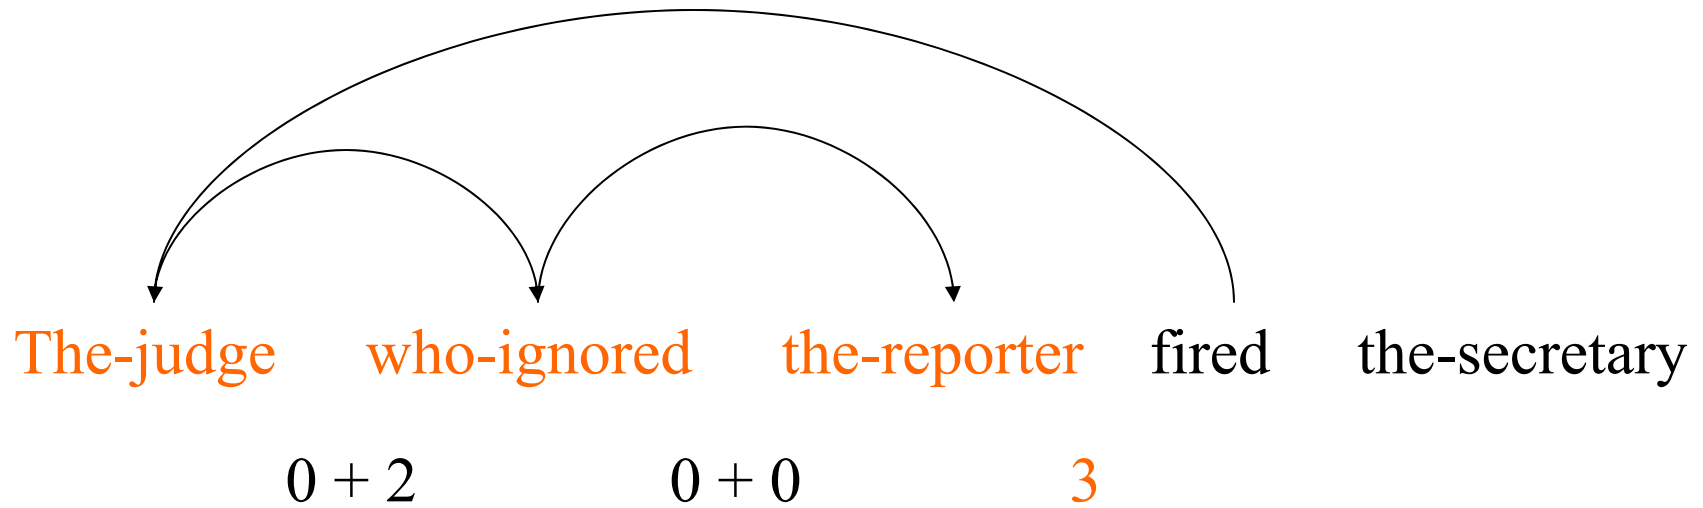 The-judge who-ignored the-reporter fired the-secretary
0 + 2 0 + 0 3